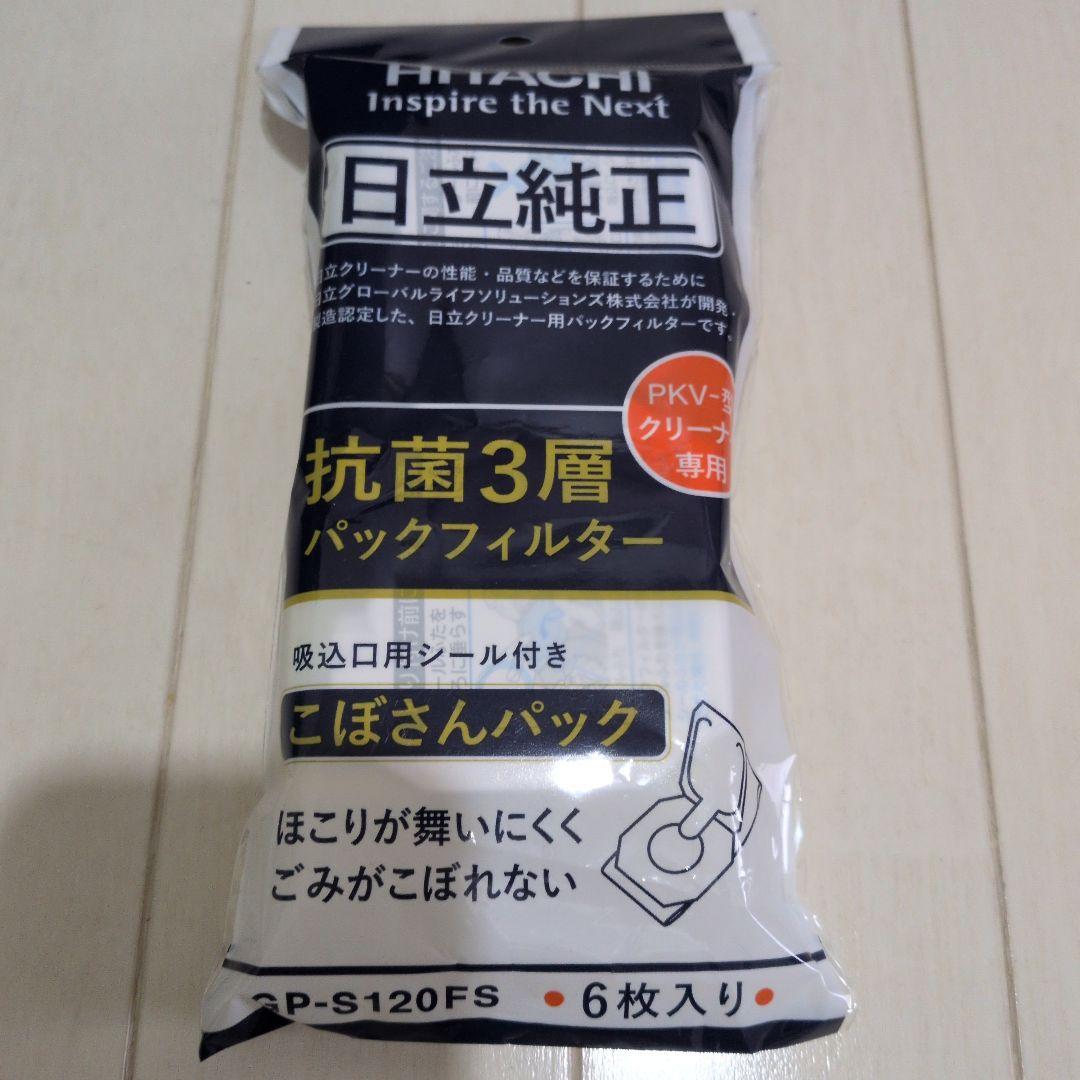 HITACHI
Inspire the Next
日立純正
日立クリーナーの性能・品質などを保証するために
日立グローバルライフソリューションズ株式会社が開発・
製造認定した、日立クリーナー用パックフィルターです。
PKV-型
クリーナー
専用
抗菌3層
パックフィルター
吸込口用シール付き
こぼさんパック
ほこりが舞いにくく
ごみがこぼれない
GP-S120FS
6枚入り